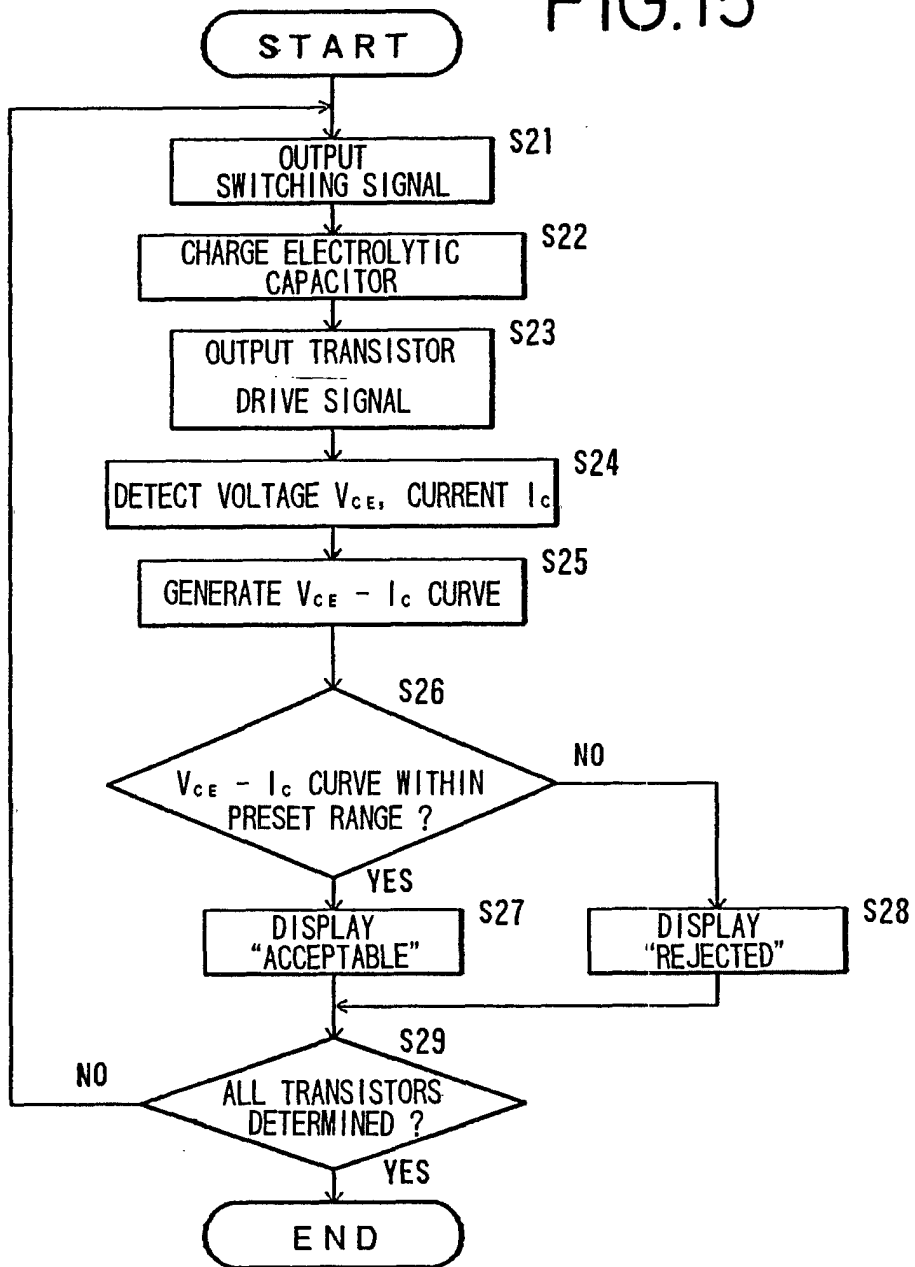 FIG.15
START
S21
OUTPUT
SWITCHING SIGNAL
S22
CHARGE ELECTROLYTIC
CAPACITOR
S23
OUTPUT TRANSISTOR
DRIVE SIGNAL
S24
DETECT VOLTAGE VCE, CURRENT IC
S25
GENERATE VCE - IC CURVE
S26
NO
VCE - IC CURVE WITHIN
PRESET RANGE ?
YES
S27
DISPLAY
“ACCEPTABLE”
S28
DISPLAY
“REJECTED”
S29
NO
ALL TRANSISTORS
DETERMINED ?
YES
END